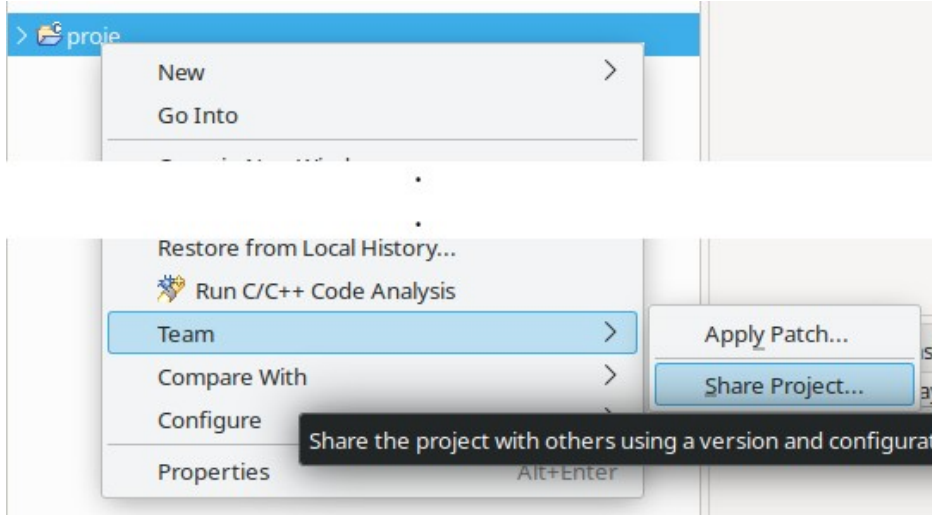 proje
New
Go Into
Restore from Local History...
Run C/C++ Code Analysis
Team
Apply Patch...
Compare With
Share Project...
Configure
Share the project with others using a version and configurat
Properties
Alt+Enter